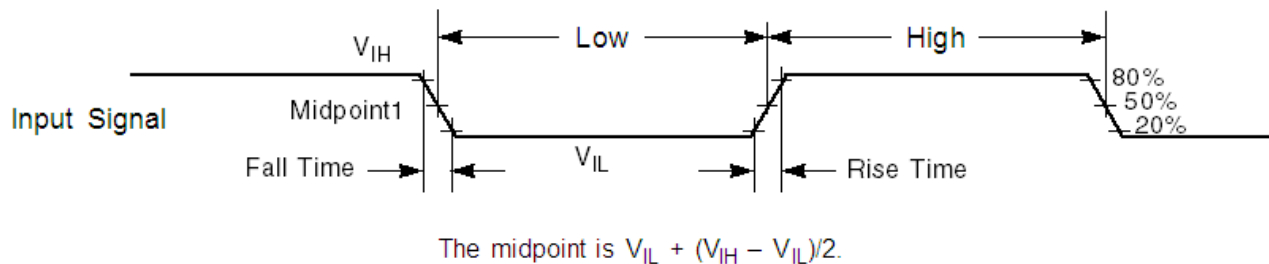 Low High
V_IH
80%
Input Signal Midpoint1 50%
20%
Fall Time V_IL Rise Time
The midpoint is V_IL + (V_IH – V_IL)/2.